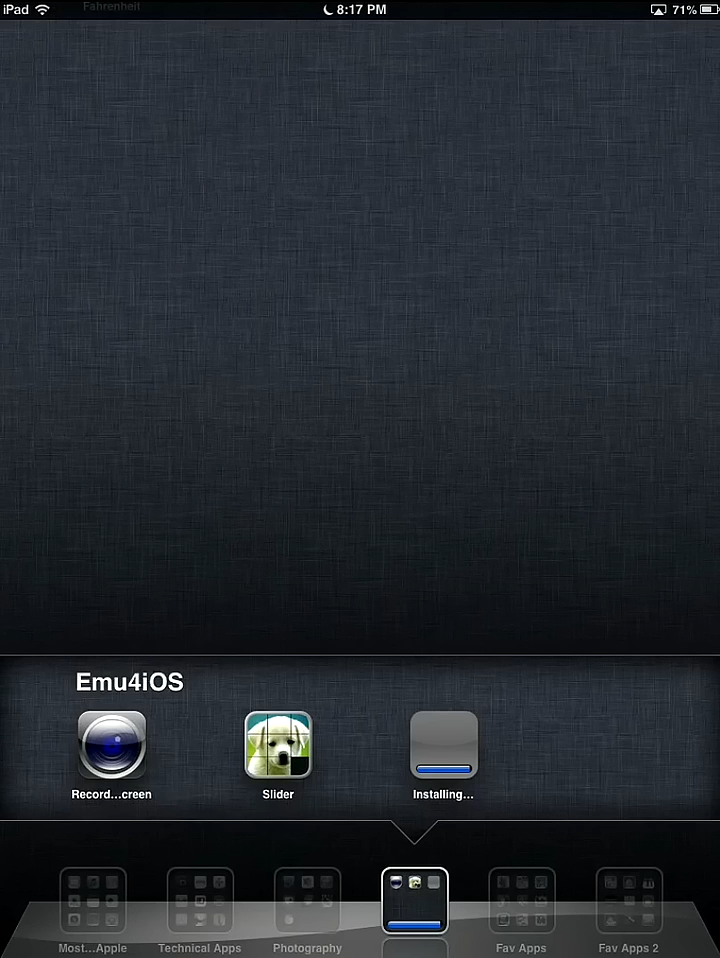 iPad 8:17 PM 71%
Fahrenheit
Emu4iOS
Record...creen Slider Installing...
Most...Apple Technical Apps Photography Fav Apps Fav Apps 2